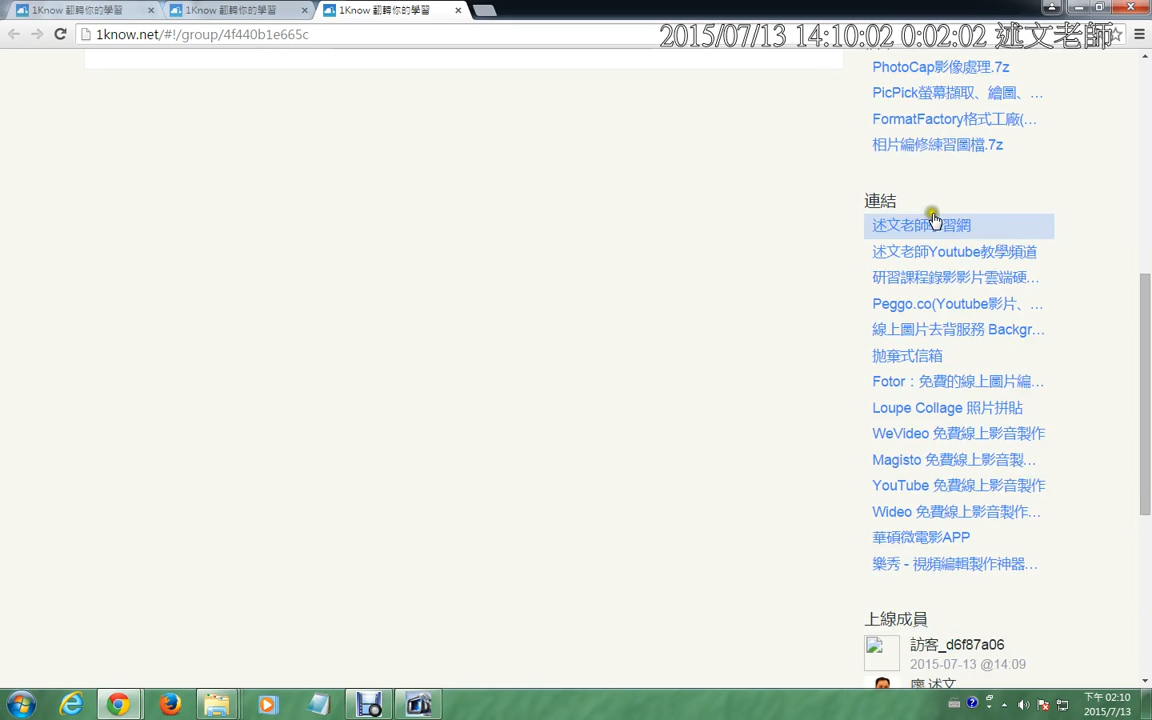 1Know 翻轉你的學習
1Know 翻轉你的學習
1Know 翻轉你的學習
1know.net/#!/group/4f440b1e665c
2015/07/13 14:10:02 0:02:02 述文老師
PhotoCap影像處理.7z
PicPick螢幕擷取、繪圖、...
FormatFactory格式工廠(...
相片編修練習圖檔.7z
連結
述文老師學習網
述文老師Youtube教學頻道
研習課程錄影影片雲端硬...
Peggo.co(Youtube影片、...
線上圖片去背服務 Backgr...
拋棄式信箱
Fotor：免費的線上圖片編...
Loupe Collage 照片拼貼
WeVideo 免費線上影音製作
Magisto 免費線上影音製...
YouTube 免費線上影音製作
Wideo 免費線上影音製作...
華碩微電影APP
樂秀 - 視頻編輯製作神器...
上線成員
訪客_d6f87a06
2015-07-13 @14:09
廖 述文
下午 02:10
2015/7/13